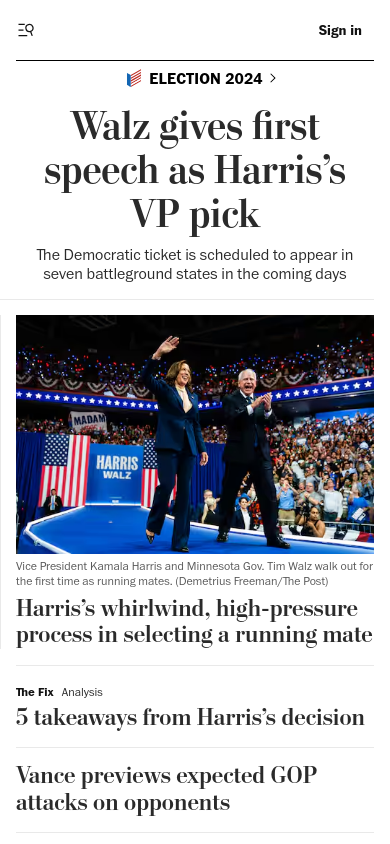 Sign in
ELECTION 2024
Walz gives first
speech as Harris’s
VP pick
The Democratic ticket is scheduled to appear in
seven battleground states in the coming days
MADAM
HARRIS
WALZ
Vice President Kamala Harris and Minnesota Gov. Tim Walz walk out for
the first time as running mates. (Demetrius Freeman/The Post)
Harris’s whirlwind, high-pressure
process in selecting a running mate
The Fix Analysis
5 takeaways from Harris’s decision
Vance previews expected GOP
attacks on opponents